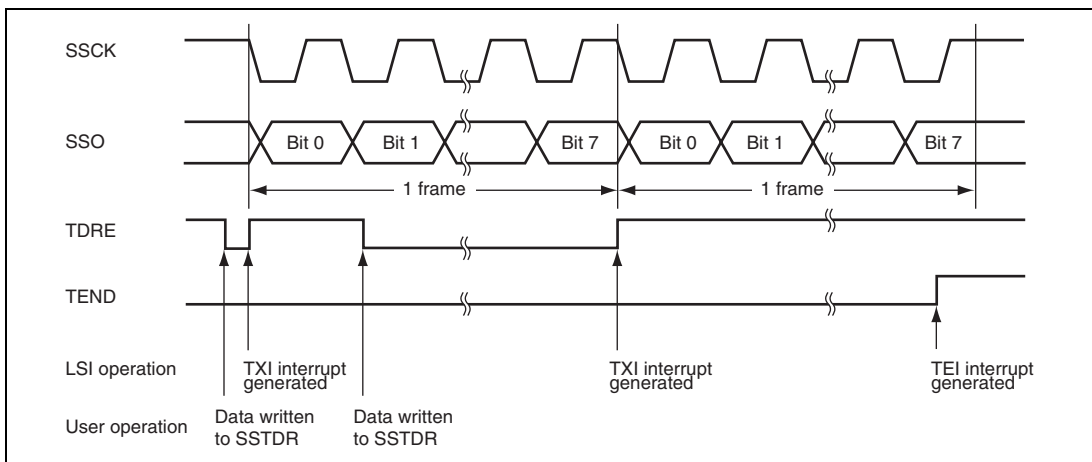 SSCK
SSO
Bit 0
Bit 1
Bit 7
Bit 0
Bit 1
Bit 7
1 frame
1 frame
TDRE
TEND
LSI operation
TXI interrupt
generated
TXI interrupt
generated
TEI interrupt
generated
User operation
Data written
to SSTDR
Data written
to SSTDR